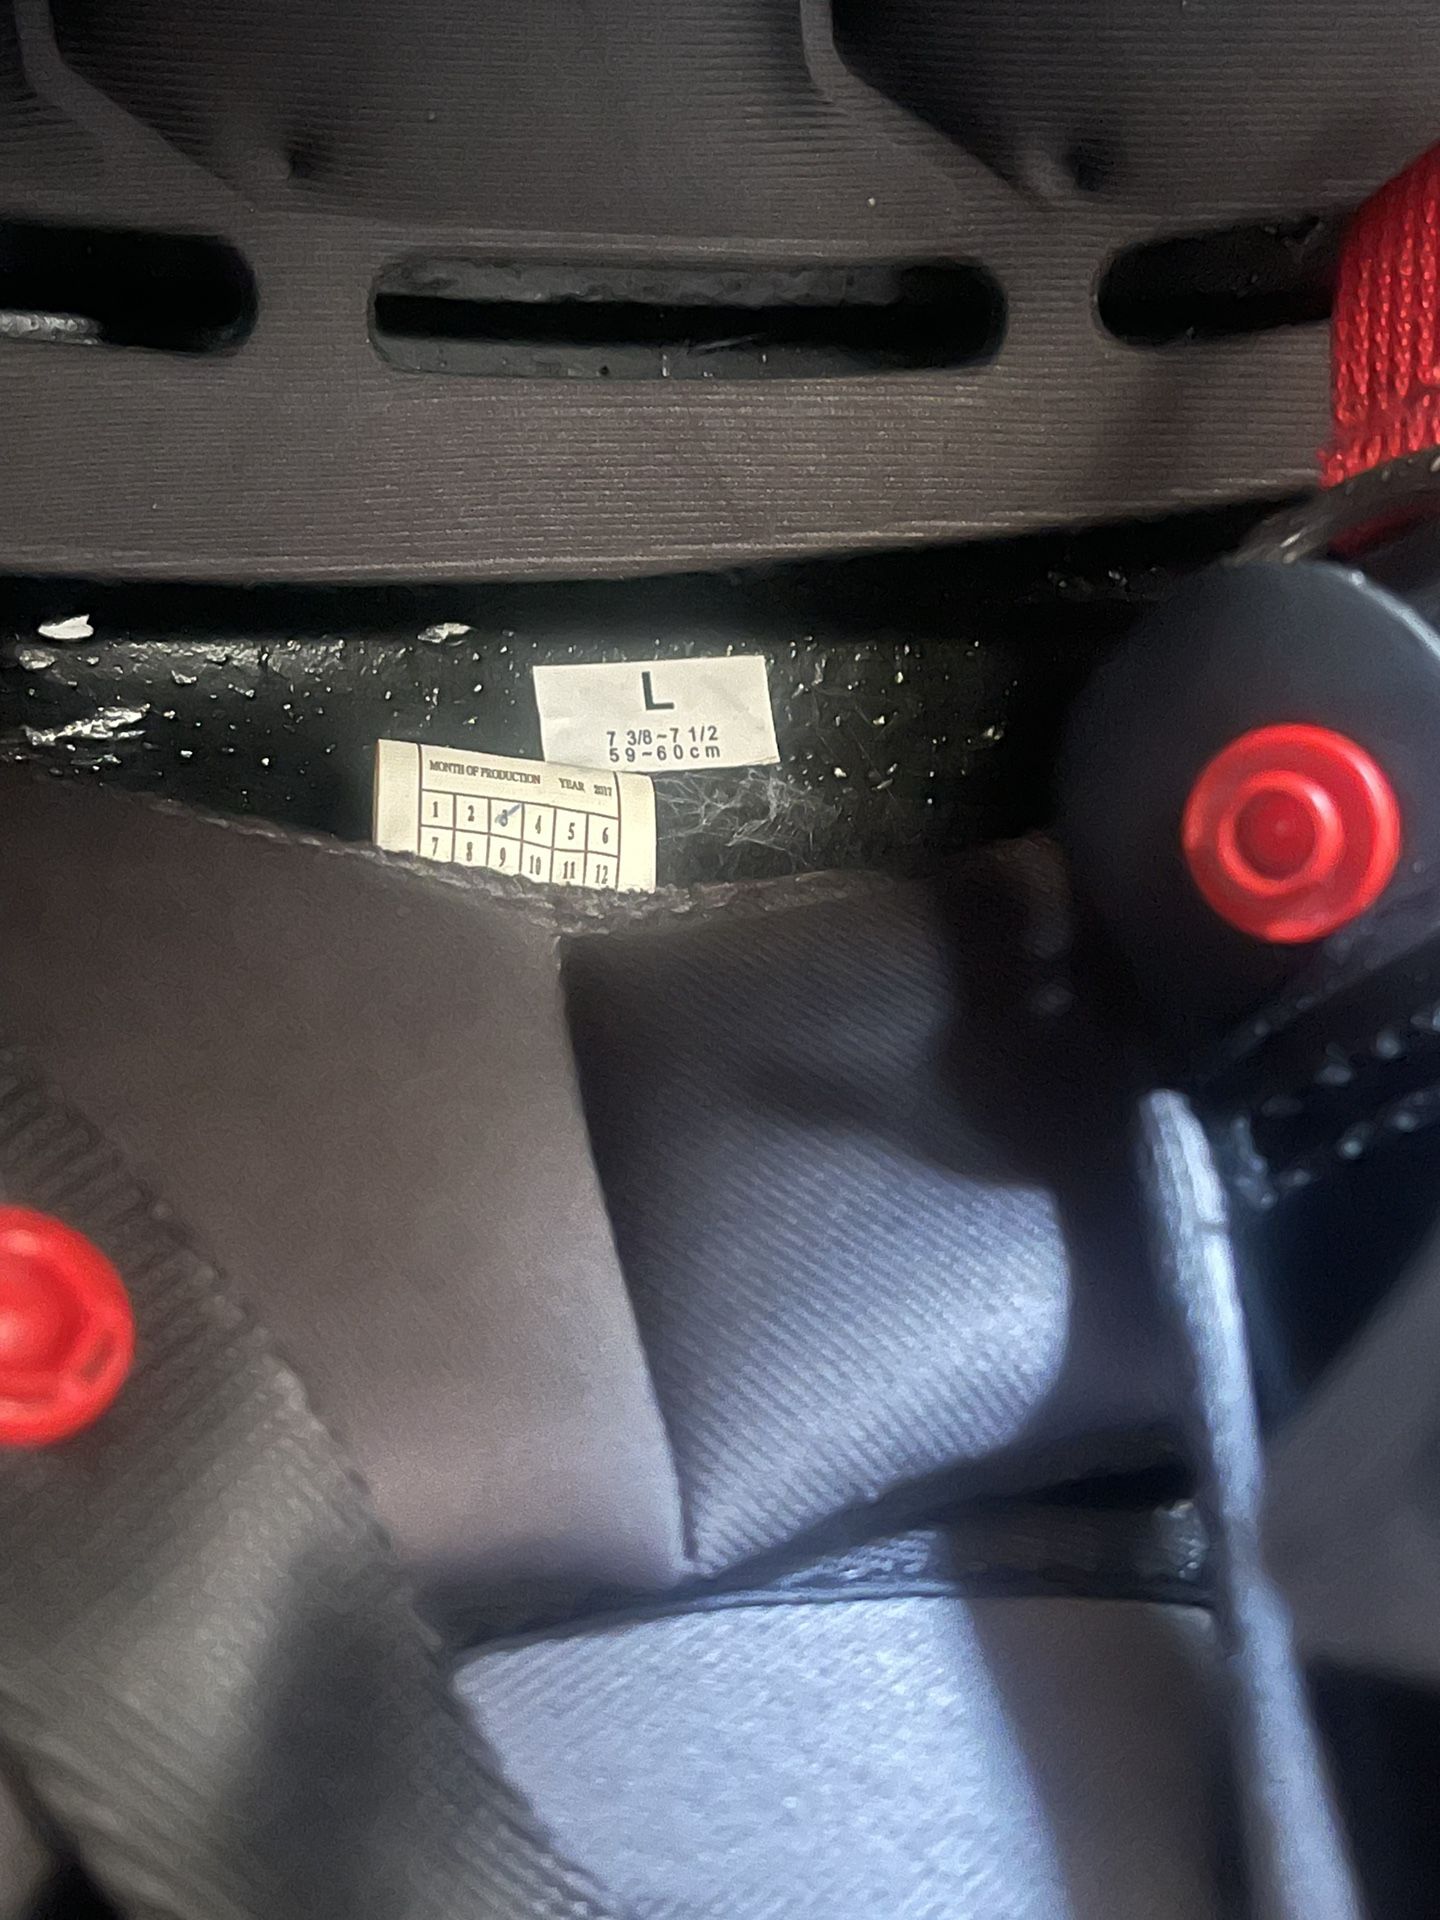 L
7 3/8~7 1/2
59~60cm
MONTH OF PRODUCTION YEAR 2017
1 2 3 4 5 6
7 8 9 10 11 12